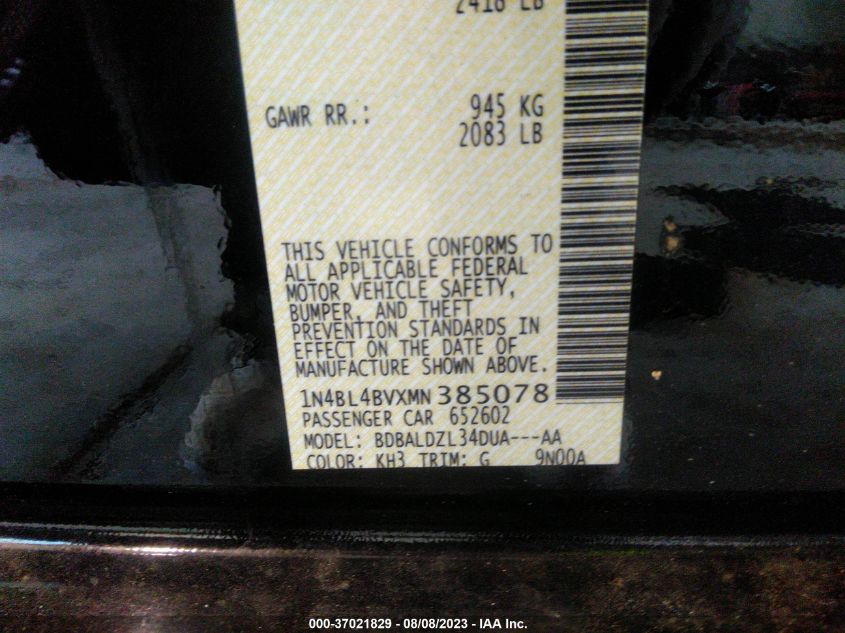 2418 LB
GAWR RR.: 945 KG
2083 LB
THIS VEHICLE CONFORMS TO
ALL APPLICABLE FEDERAL
MOTOR VEHICLE SAFETY,
BUMPER, AND THEFT
PREVENTION STANDARDS IN
EFFECT ON THE DATE OF
MANUFACTURE SHOWN ABOVE.
1N4BL4BVXMN385078
PASSENGER CAR 652602
MODEL: BDBALDZL34DUA---AA
COLOR: KH3 TRIM: G 9N00A
000-37021829 - 08/08/2023 - IAA Inc.